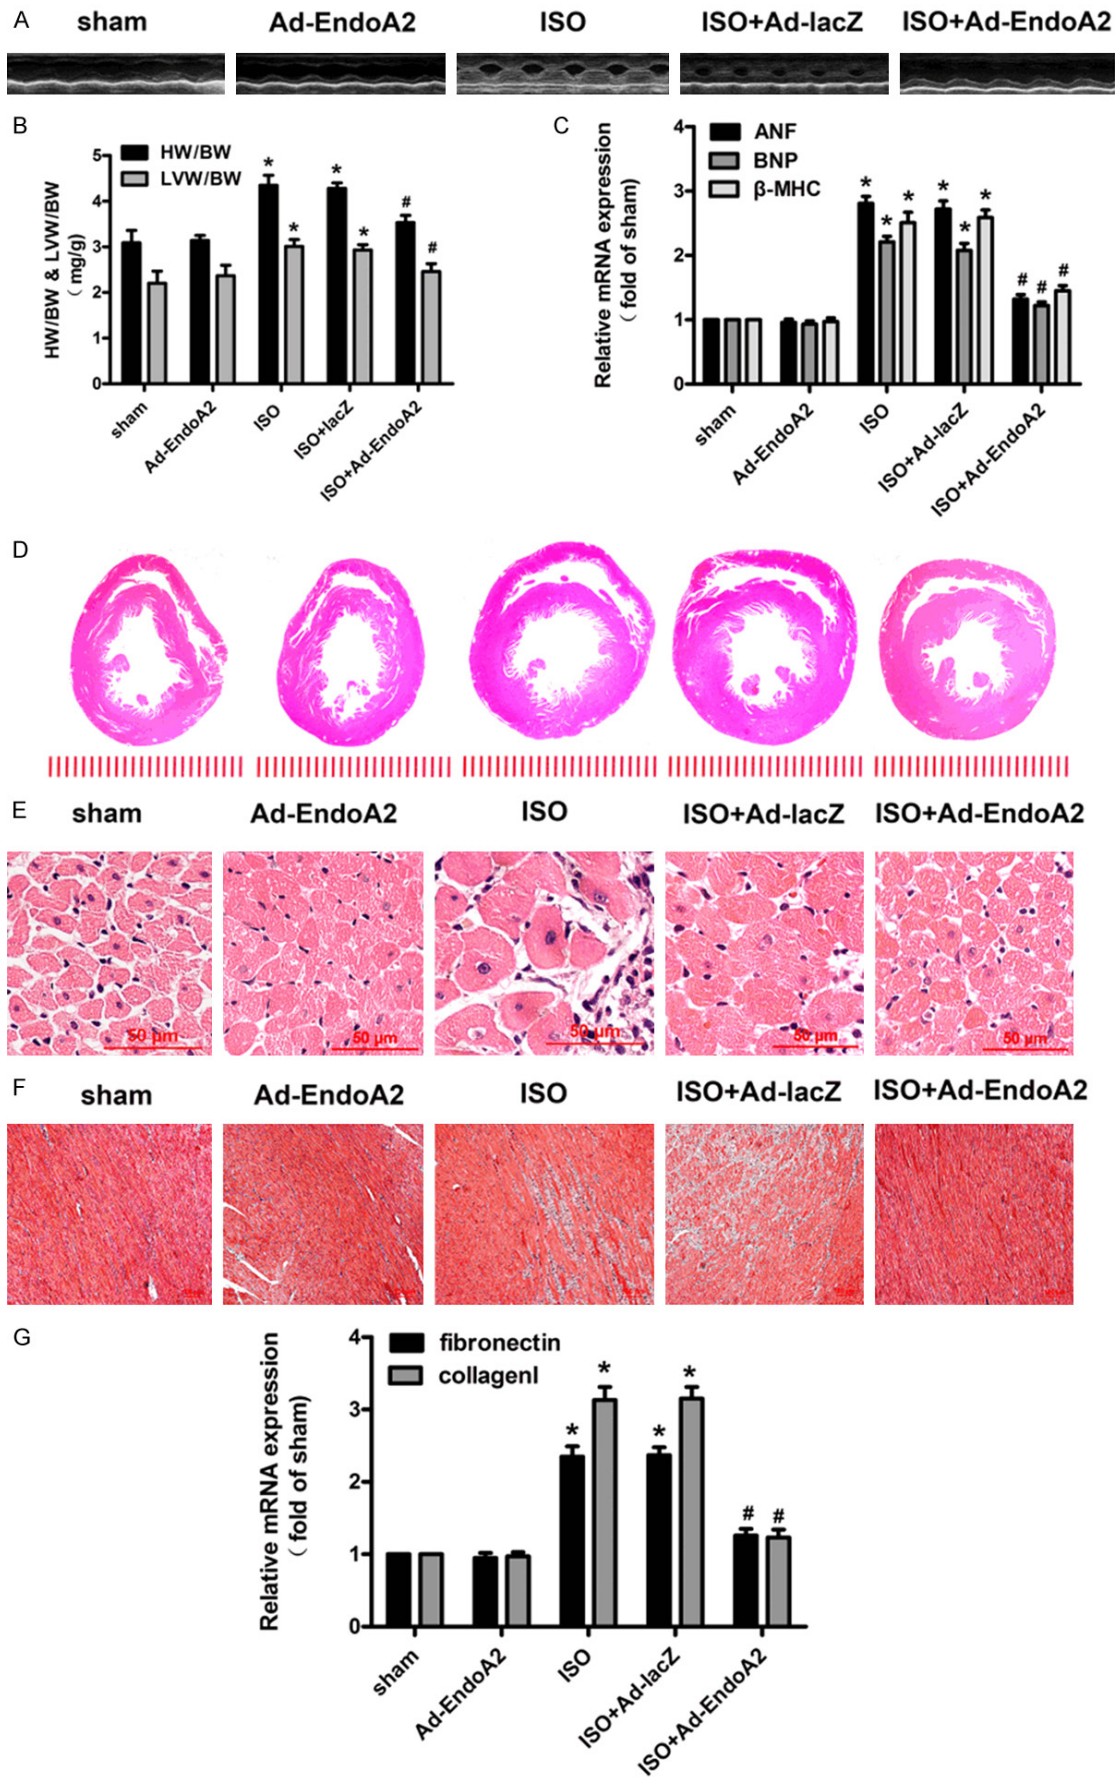 A
sham Ad-EndoA2 ISO ISO+Ad-lacZ ISO+Ad-EndoA2
B
HW/BW & LVW/BW
( mg/g)
5
4
3
2
1
0
HW/BW
LVW/BW
* * * * # #
sham Ad-EndoA2 ISO ISO+lacZ ISO+Ad-EndoA2
C
Relative mRNA expression
( fold of sham)
4
3
2
1
0
ANF
BNP
β-MHC
* * * * * * # # #
sham Ad-EndoA2 ISO ISO+Ad-lacZ ISO+Ad-EndoA2
D
E
sham Ad-EndoA2 ISO ISO+Ad-lacZ ISO+Ad-EndoA2
50 µm 50 µm 50 µm 50 µm 50 µm
F
sham Ad-EndoA2 ISO ISO+Ad-lacZ ISO+Ad-EndoA2
G
Relative mRNA expression
( fold of sham)
4
3
2
1
0
fibronectin
collagenI
* * * * # #
sham Ad-EndoA2 ISO ISO+Ad-lacZ ISO+Ad-EndoA2